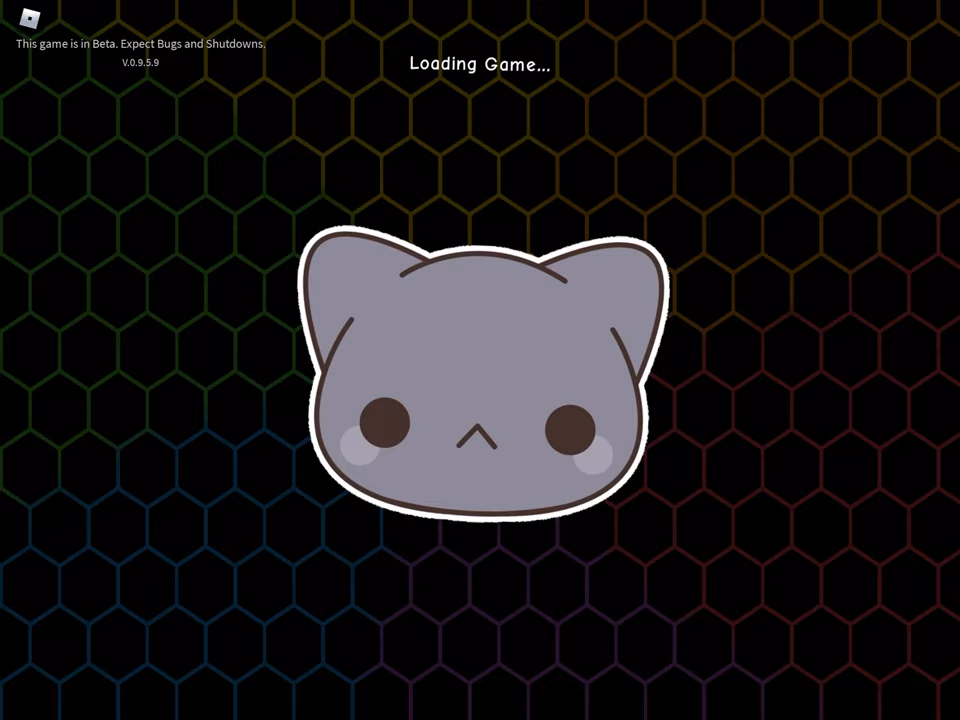 This game is in Beta. Expect Bugs and Shutdowns.
V.0.9.5.9
Loading Game...